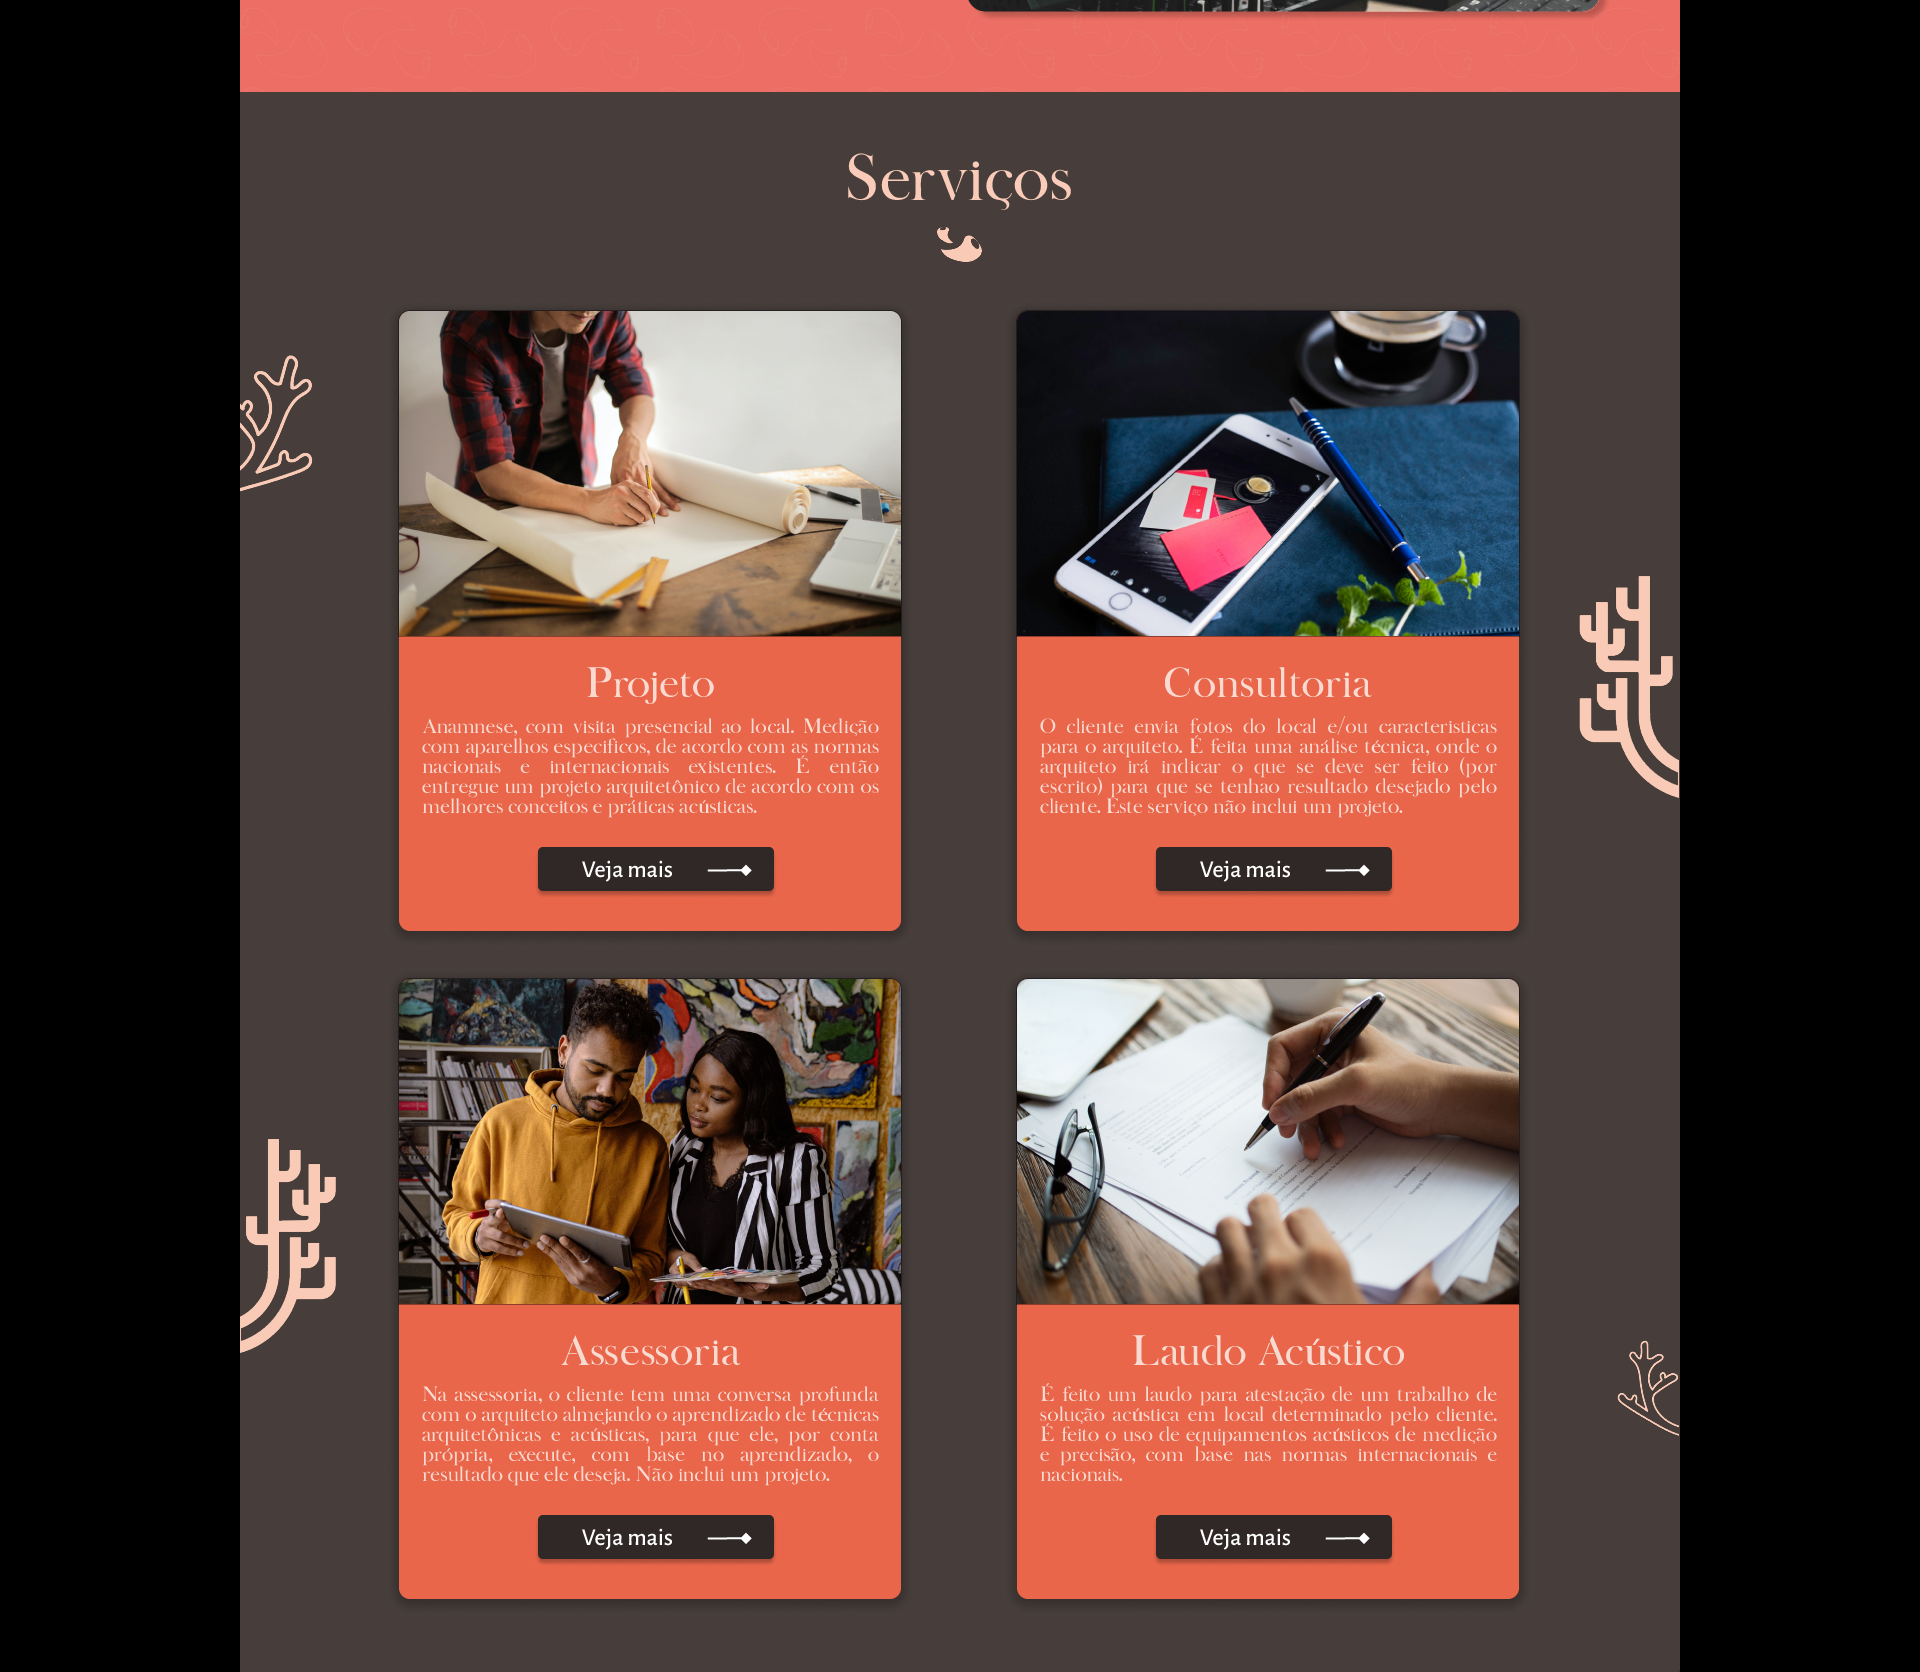 Serviços
Projeto
Anamnese, com visita presencial ao local. Medição
com aparelhos especificos, de acordo com as normas
nacionais e internacionais existentes. É então
entregue um projeto arquitetônico de acordo com os
melhores conceitos e práticas acústicas.
Veja mais
Consultoria
O cliente envia fotos do local e/ou caracteristicas
para o arquiteto. É feita uma análise técnica, onde o
arquiteto irá indicar o que se deve ser feito (por
escrito) para que se tenhao resultado desejado pelo
cliente. Este serviço não inclui um projeto.
Veja mais
Assessoria
Na assessoria, o cliente tem uma conversa profunda
com o arquiteto almejando o aprendizado de técnicas
arquitetônicas e acústicas, para que ele, por conta
própria, execute, com base no aprendizado, o
resultado que ele deseja. Não inclui um projeto.
Veja mais
Laudo Acústico
É feito um laudo para atestação de um trabalho de
solução acústica em local determinado pelo cliente.
É feito o uso de equipamentos acústicos de medição
e precisão, com base nas normas internacionais e
nacionais.
Veja mais